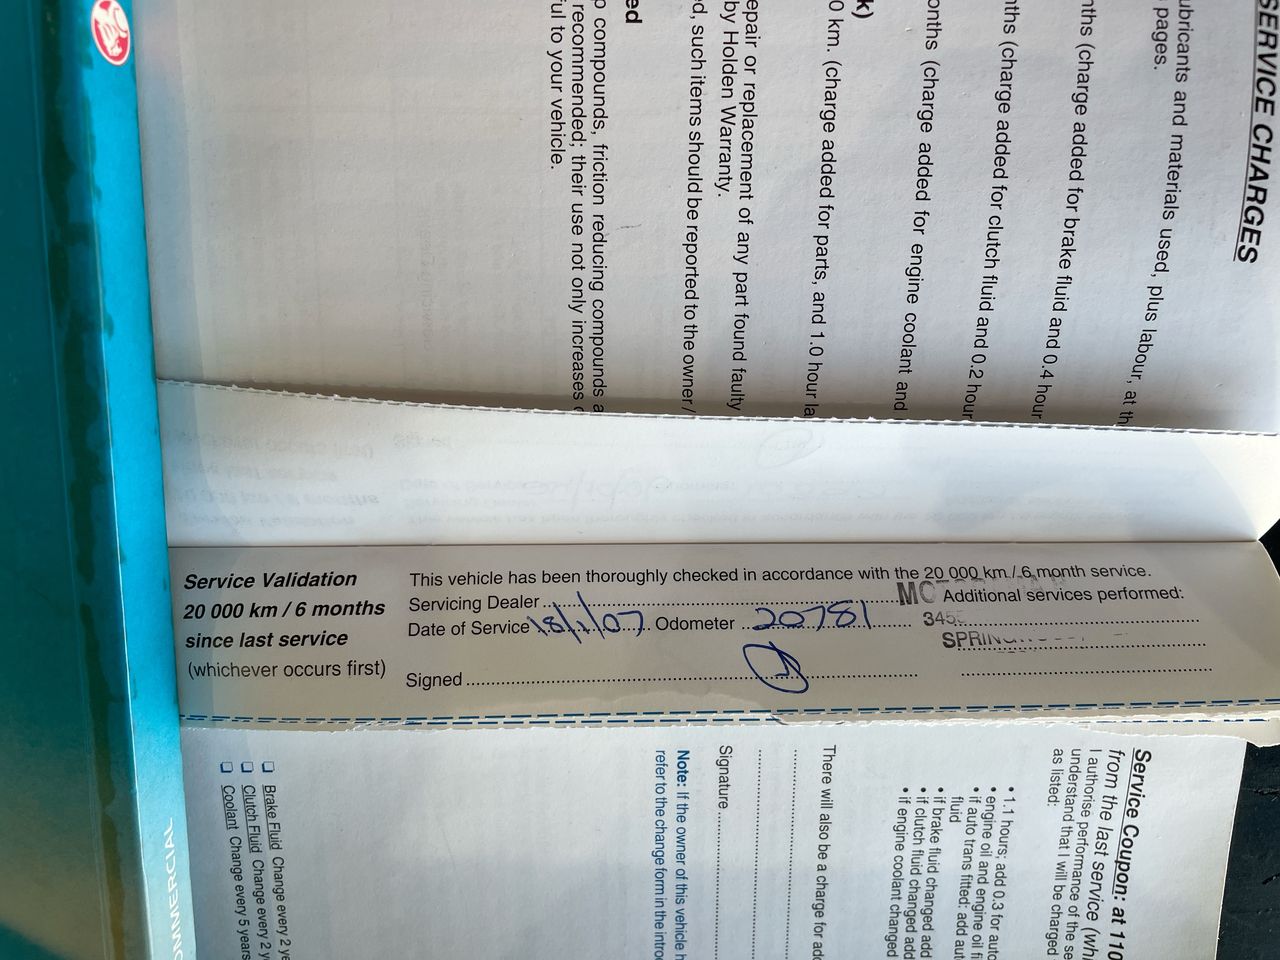 SERVICE CHARGES
ubricants and materials used, plus labour, at th
pages.
nths (charge added for brake fluid and 0.4 hour
nths (charge added for clutch fluid and 0.2 hour
onths (charge added for engine coolant and
k)
0 km. (charge added for parts, and 1.0 hour la
epair or replacement of any part found faulty
by Holden Warranty.
d, such items should be reported to the owner/
ed
p compounds, friction reducing compounds a
recommended; their use not only increases
ul to your vehicle.
Service Validation
20 000 km / 6 months
since last service
(whichever occurs first)
This vehicle has been thoroughly checked in accordance with the 20 000 km / 6 month service.
Servicing Dealer
Additional services performed:
Date of Service 18/1/07 Odometer 20781
Signed
Service Coupon: at 110
from the last service (whi
I authorise performance of the se
understand that I will be charged
as listed:
• 1.1 hours; add 0.3 for auto
• engine oil and engine oil fi
• if auto trans fitted: add aut
fluid
• if brake fluid changed add
• if clutch fluid changed add
• if engine coolant changed
There will also be a charge for add
Signature
Note: If the owner of this vehicle h
refer to the change form in the introd
Brake Fluid Change every 2 ye
Clutch Fluid Change every 2 y
Coolant Change every 5 years
OMMERCIAL